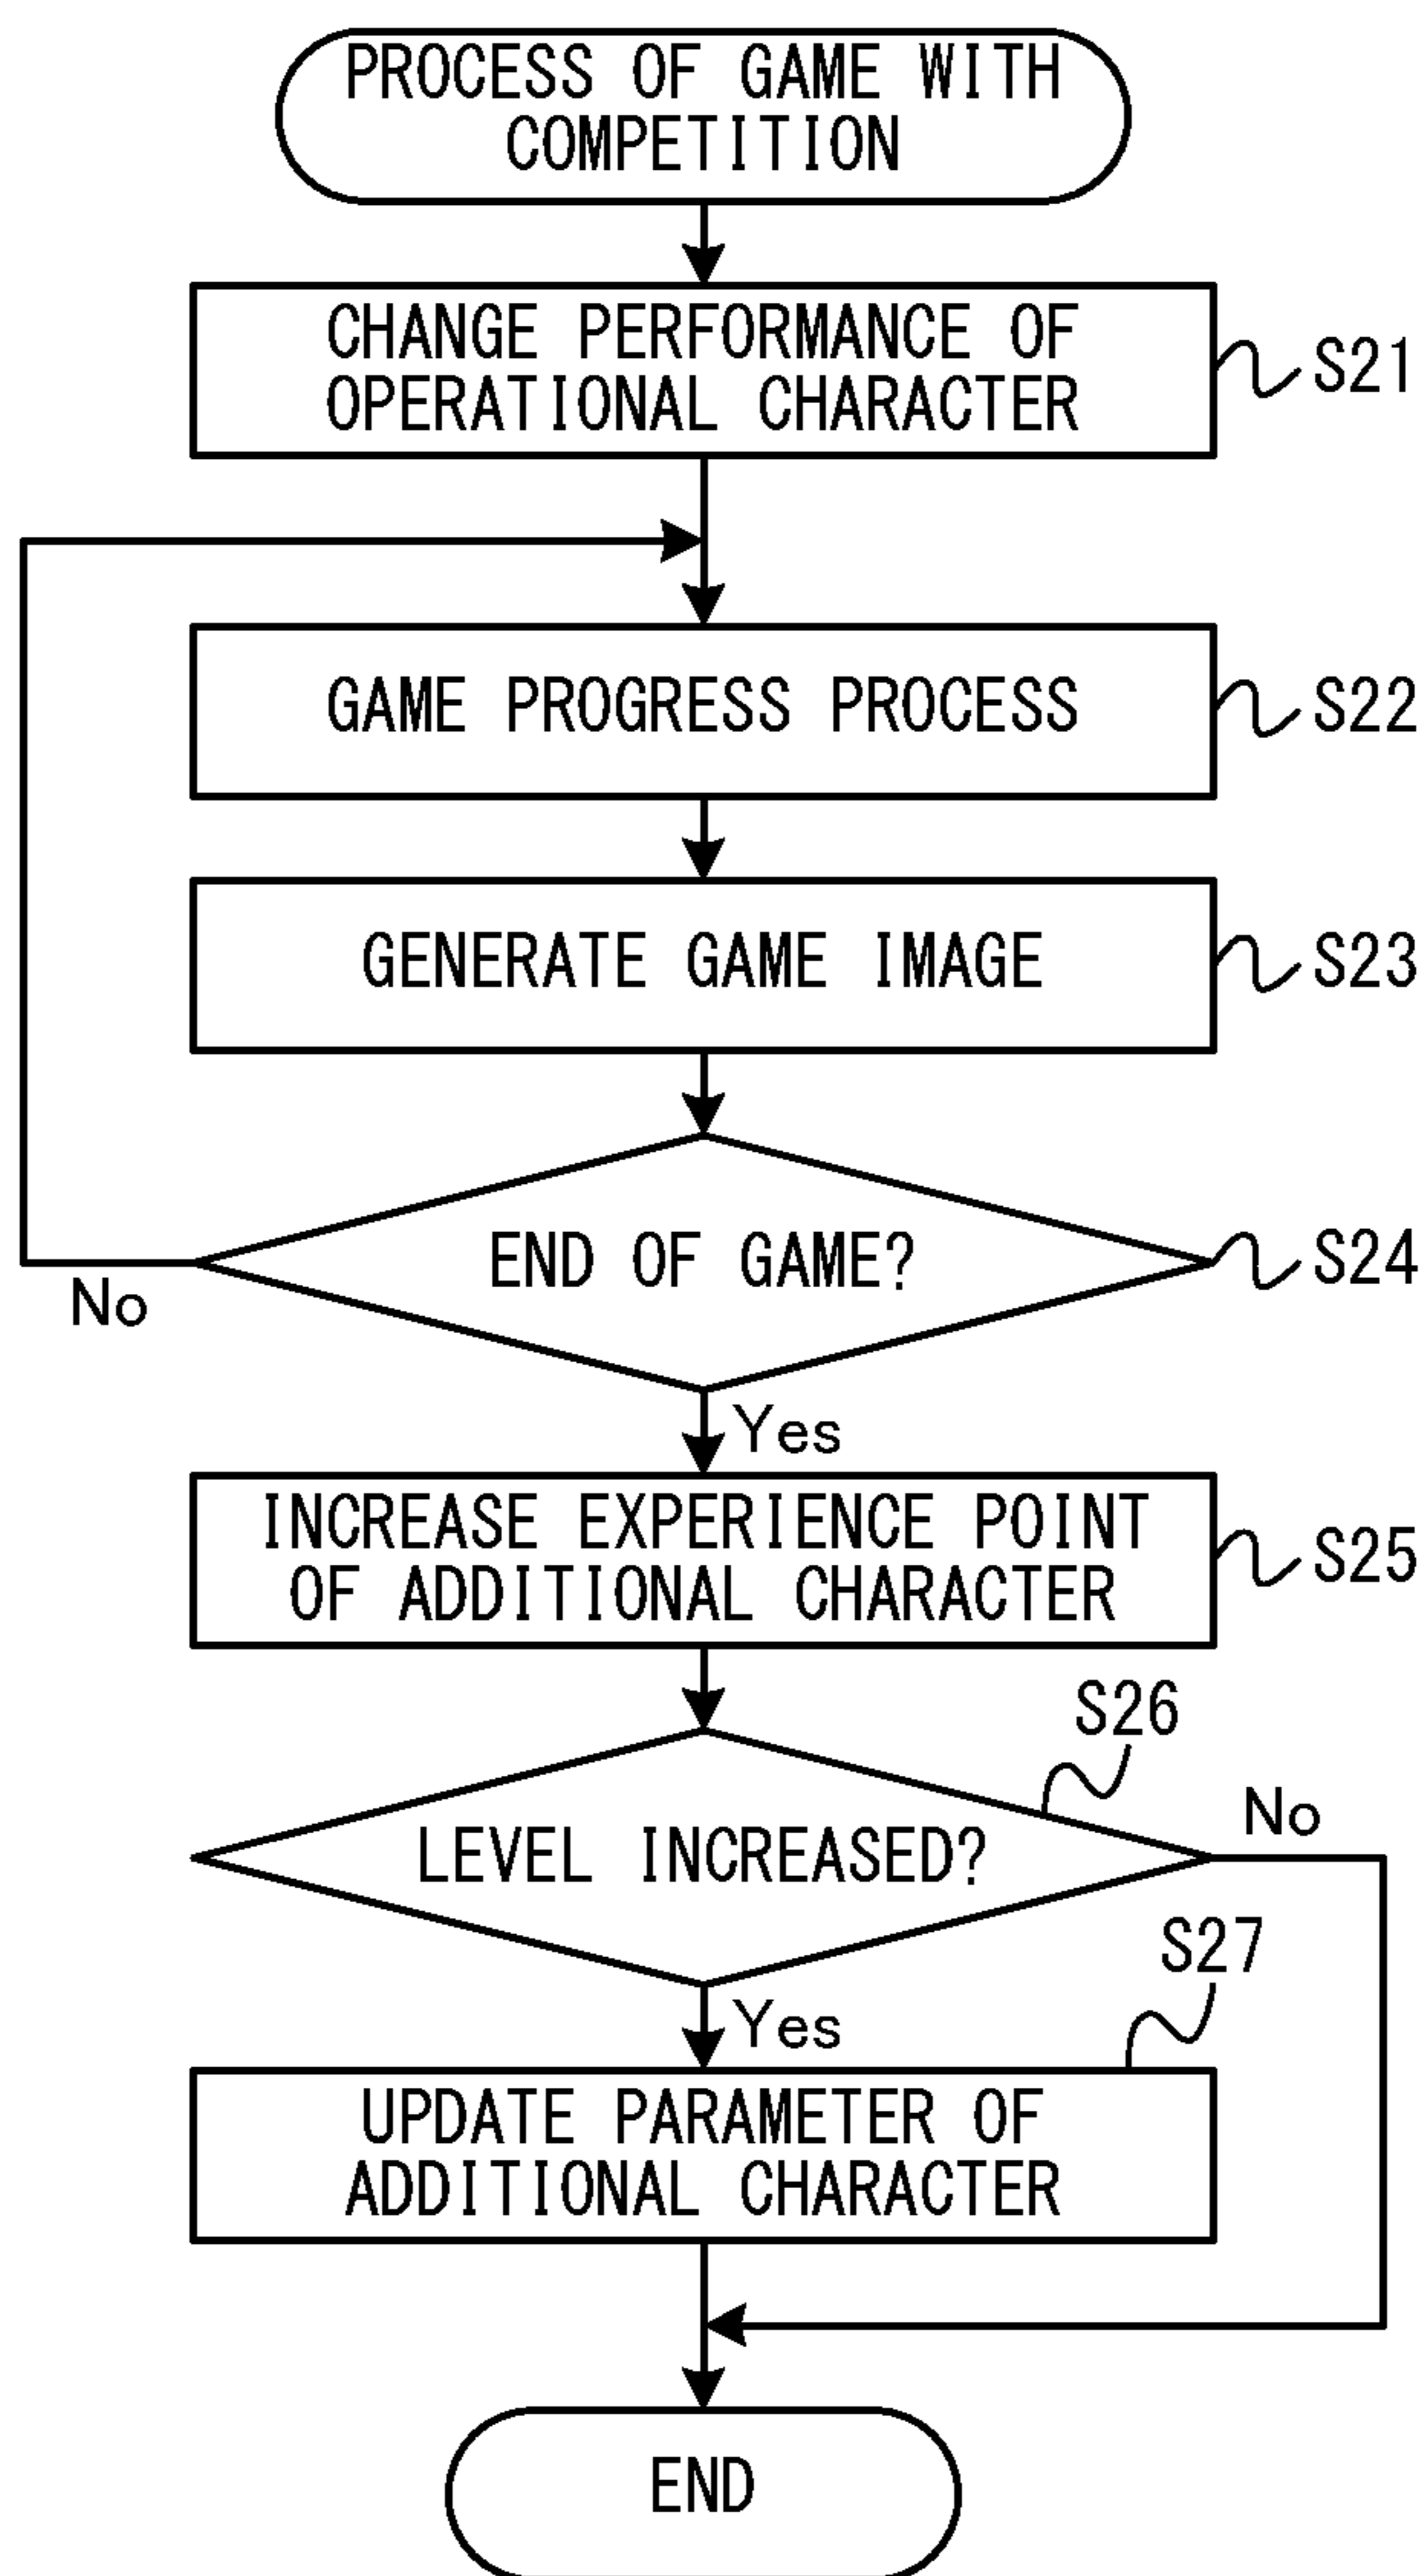 PROCESS OF GAME WITH
COMPETITION
CHANGE PERFORMANCE OF
OPERATIONAL CHARACTER
S21
GAME PROGRESS PROCESS
S22
GENERATE GAME IMAGE
S23
END OF GAME?
S24
No
Yes
INCREASE EXPERIENCE POINT
OF ADDITIONAL CHARACTER
S25
S26
LEVEL INCREASED?
No
S27
Yes
UPDATE PARAMETER OF
ADDITIONAL CHARACTER
END